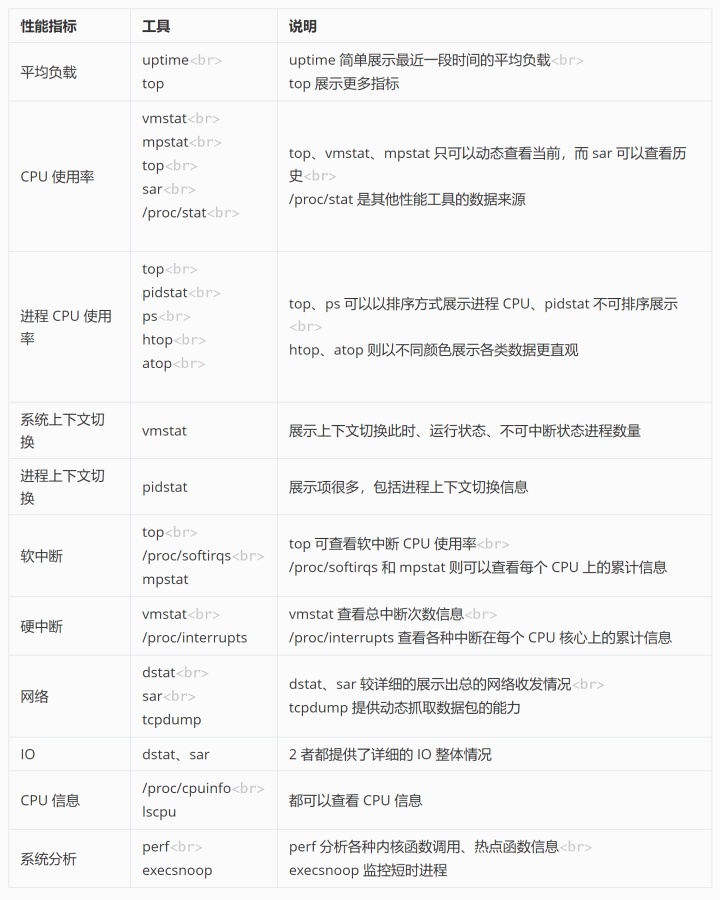 性能指标 工具 说明
平均负载
uptime<br>
top
uptime 简单展示最近一段时间的平均负载<br>
top 展示更多指标
CPU 使用率
vmstat<br>
mpstat<br>
top<br>
sar<br>
/proc/stat<br>
top、vmstat、mpstat 只可以动态查看当前，而 sar 可以查看历
史<br>
/proc/stat 是其他性能工具的数据来源
进程 CPU 使用
率
top<br>
pidstat<br>
ps<br>
htop<br>
atop<br>
top、ps 可以以排序方式展示进程 CPU、pidstat 不可排序展示
<br>
htop、atop 则以不同颜色展示各类数据更直观
系统上下文切
换
vmstat
展示上下文切换此时、运行状态、不可中断状态进程数量
进程上下文切
换
pidstat
展示项很多，包括进程上下文切换信息
软中断
top<br>
/proc/softirqs<br>
mpstat
top 可查看软中断 CPU 使用率<br>
/proc/softirqs 和 mpstat 则可以查看每个 CPU 上的累计信息
硬中断
vmstat<br>
/proc/interrupts
vmstat 查看总中断次数信息<br>
/proc/interrupts 查看各种中断在每个 CPU 核心上的累计信息
网络
dstat<br>
sar<br>
tcpdump
dstat、sar 较详细的展示出总的网络收发情况<br>
tcpdump 提供动态抓取数据包的能力
IO
dstat、sar
2 者都提供了详细的 IO 整体情况
CPU 信息
/proc/cpuinfo<br>
lscpu
都可以查看 CPU 信息
系统分析
perf<br>
execsnoop
perf 分析各种内核函数调用、热点函数信息<br>
execsnoop 监控短时进程